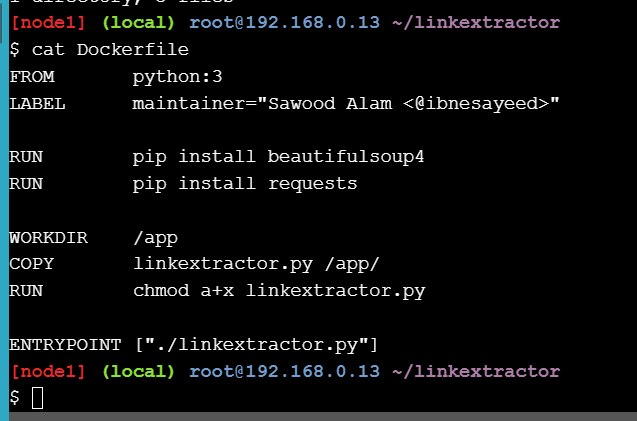 [node1] (local) root@192.168.0.13 ~/linkextractor
$ cat Dockerfile
FROM       python:3
LABEL      maintainer="Sawood Alam <@ibnesayeed>"
RUN        pip install beautifulsoup4
RUN        pip install requests
WORKDIR    /app
COPY       linkextractor.py /app/
RUN        chmod a+x linkextractor.py
ENTRYPOINT ["./linkextractor.py"]
[node1] (local) root@192.168.0.13 ~/linkextractor
$